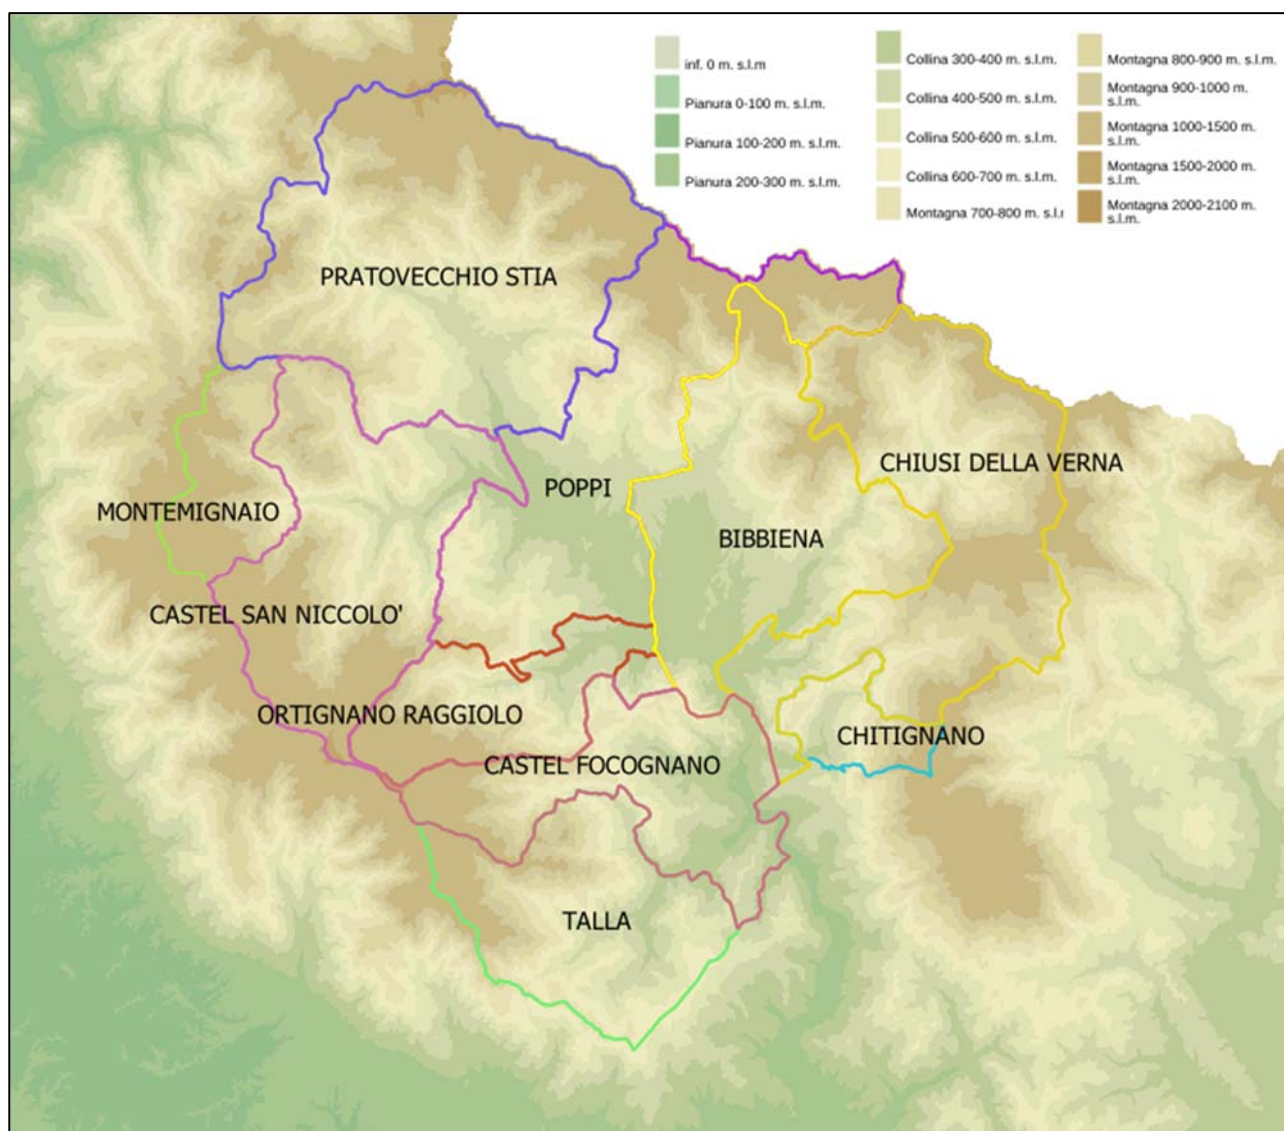 inf. 0 m. s.l.m
Pianura 0-100 m. s.l.m.
Pianura 100-200 m. s.l.m.
Pianura 200-300 m. s.l.m.
Collina 300-400 m. s.l.m.
Collina 400-500 m. s.l.m.
Collina 500-600 m. s.l.m.
Collina 600-700 m. s.l.m.
Montagna 700-800 m. s.l.
Montagna 800-900 m. s.l.m.
Montagna 900-1000 m.
s.l.m.
Montagna 1000-1500 m.
s.l.m.
Montagna 1500-2000 m.
s.l.m.
Montagna 2000-2100 m.
s.l.m.
PRATOVECCHIO STIA
CHIUSI DELLA VERNA
POPPI
MONTEMIGNAIO
BIBBIENA
CASTEL SAN NICCOLO'
ORTIGNANO RAGGIOLO
CHITIGNANO
CASTEL FOCOGNANO
TALLA